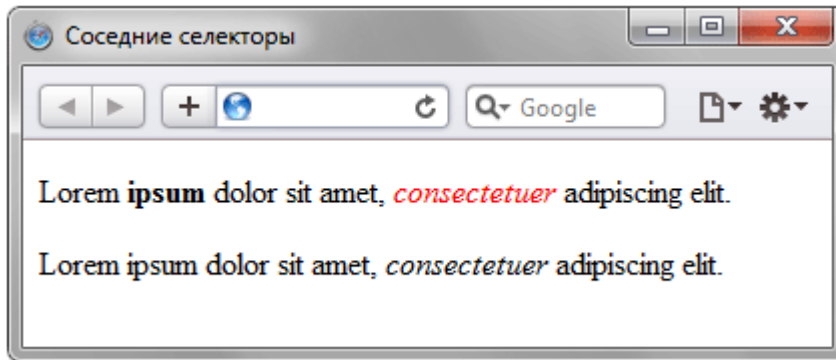 Соседние селекторы
Google
Lorem ipsum dolor sit amet, consectetuer adipiscing elit.
Lorem ipsum dolor sit amet, consectetuer adipiscing elit.